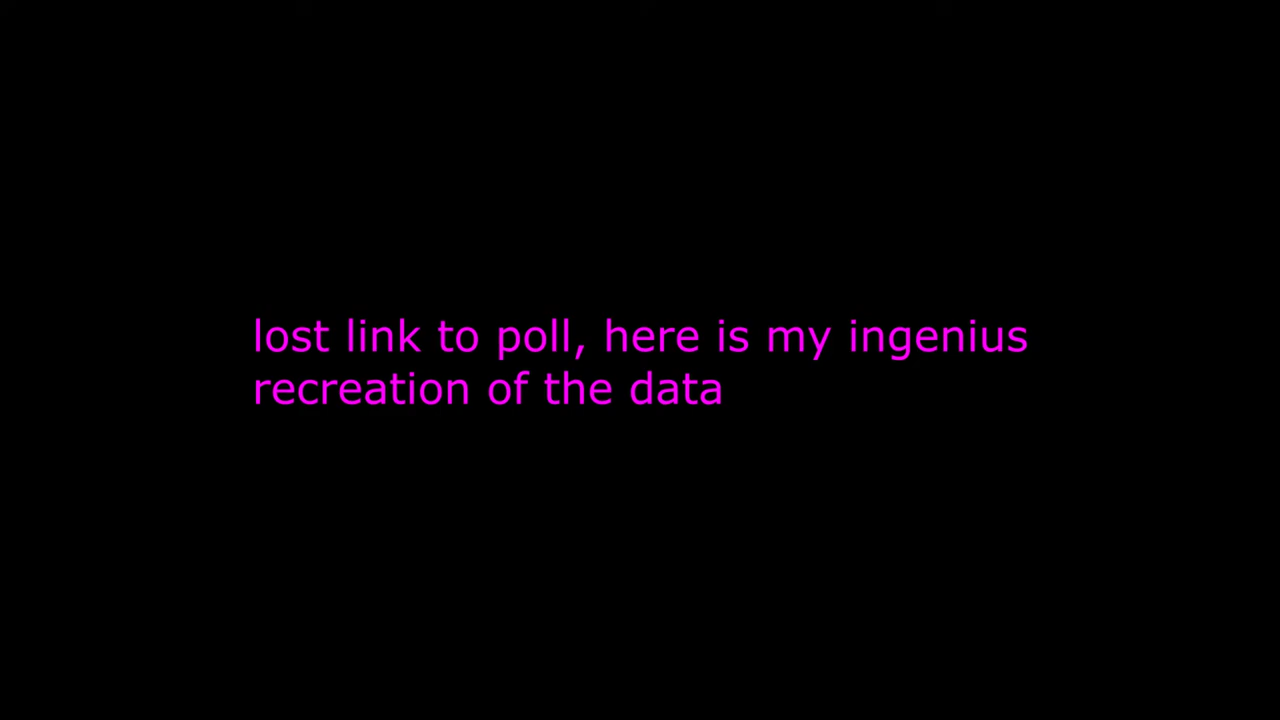 lost link to poll, here is my ingenius
recreation of the data